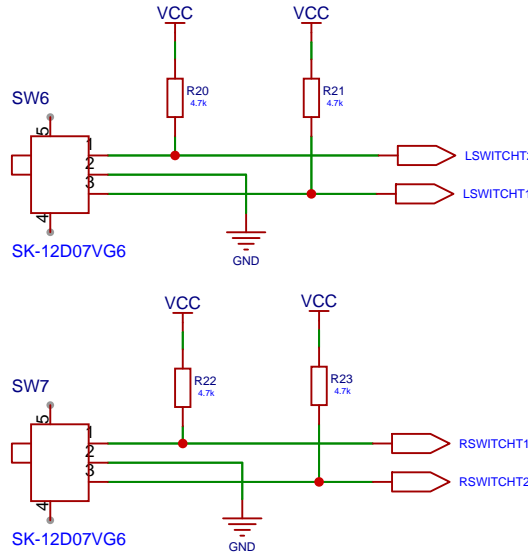 VCC
VCC
R20
4.7k
R21
4.7k
SW6
5
1
2
3
4
LSWITCHT2
LSWITCHT1
GND
SK-12D07VG6
VCC
VCC
R22
4.7k
R23
4.7k
SW7
5
1
2
3
4
RSWITCHT1
RSWITCHT2
GND
SK-12D07VG6